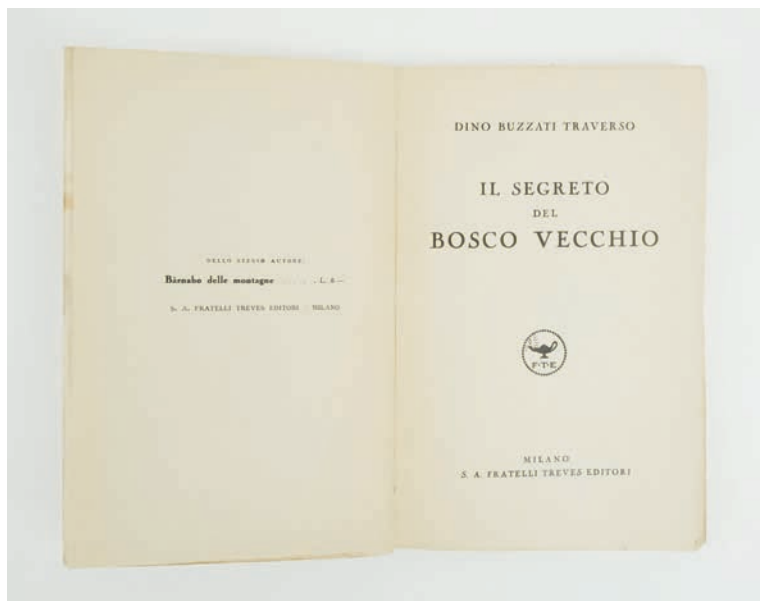 DELLO STESSO AUTORE:
Bàrnabo delle montagne . . . . . . L. 8—
S. A. FRATELLI TREVES EDITORI - MILANO
DINO BUZZATI TRAVERSO
IL SEGRETO
DEL
BOSCO VECCHIO
F·T·E
MILANO
S. A. FRATELLI TREVES EDITORI